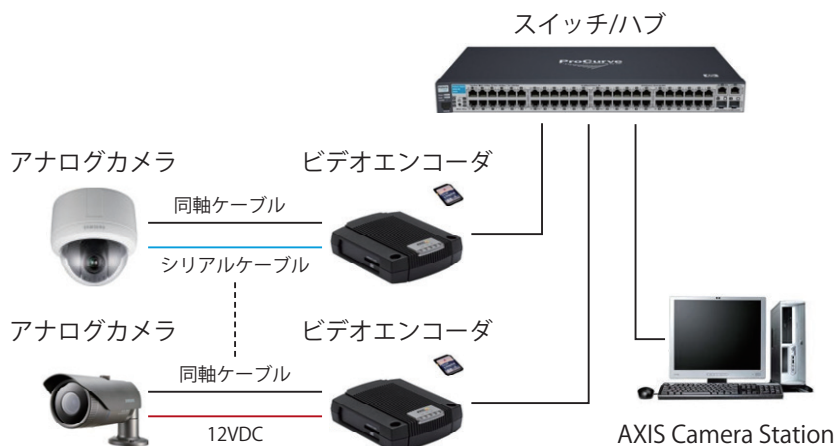 スイッチ/ハブ
ProCurve
アナログカメラ
ビデオエンコーダ
同軸ケーブル
シリアルケーブル
アナログカメラ
ビデオエンコーダ
同軸ケーブル
12VDC
AXIS Camera Station